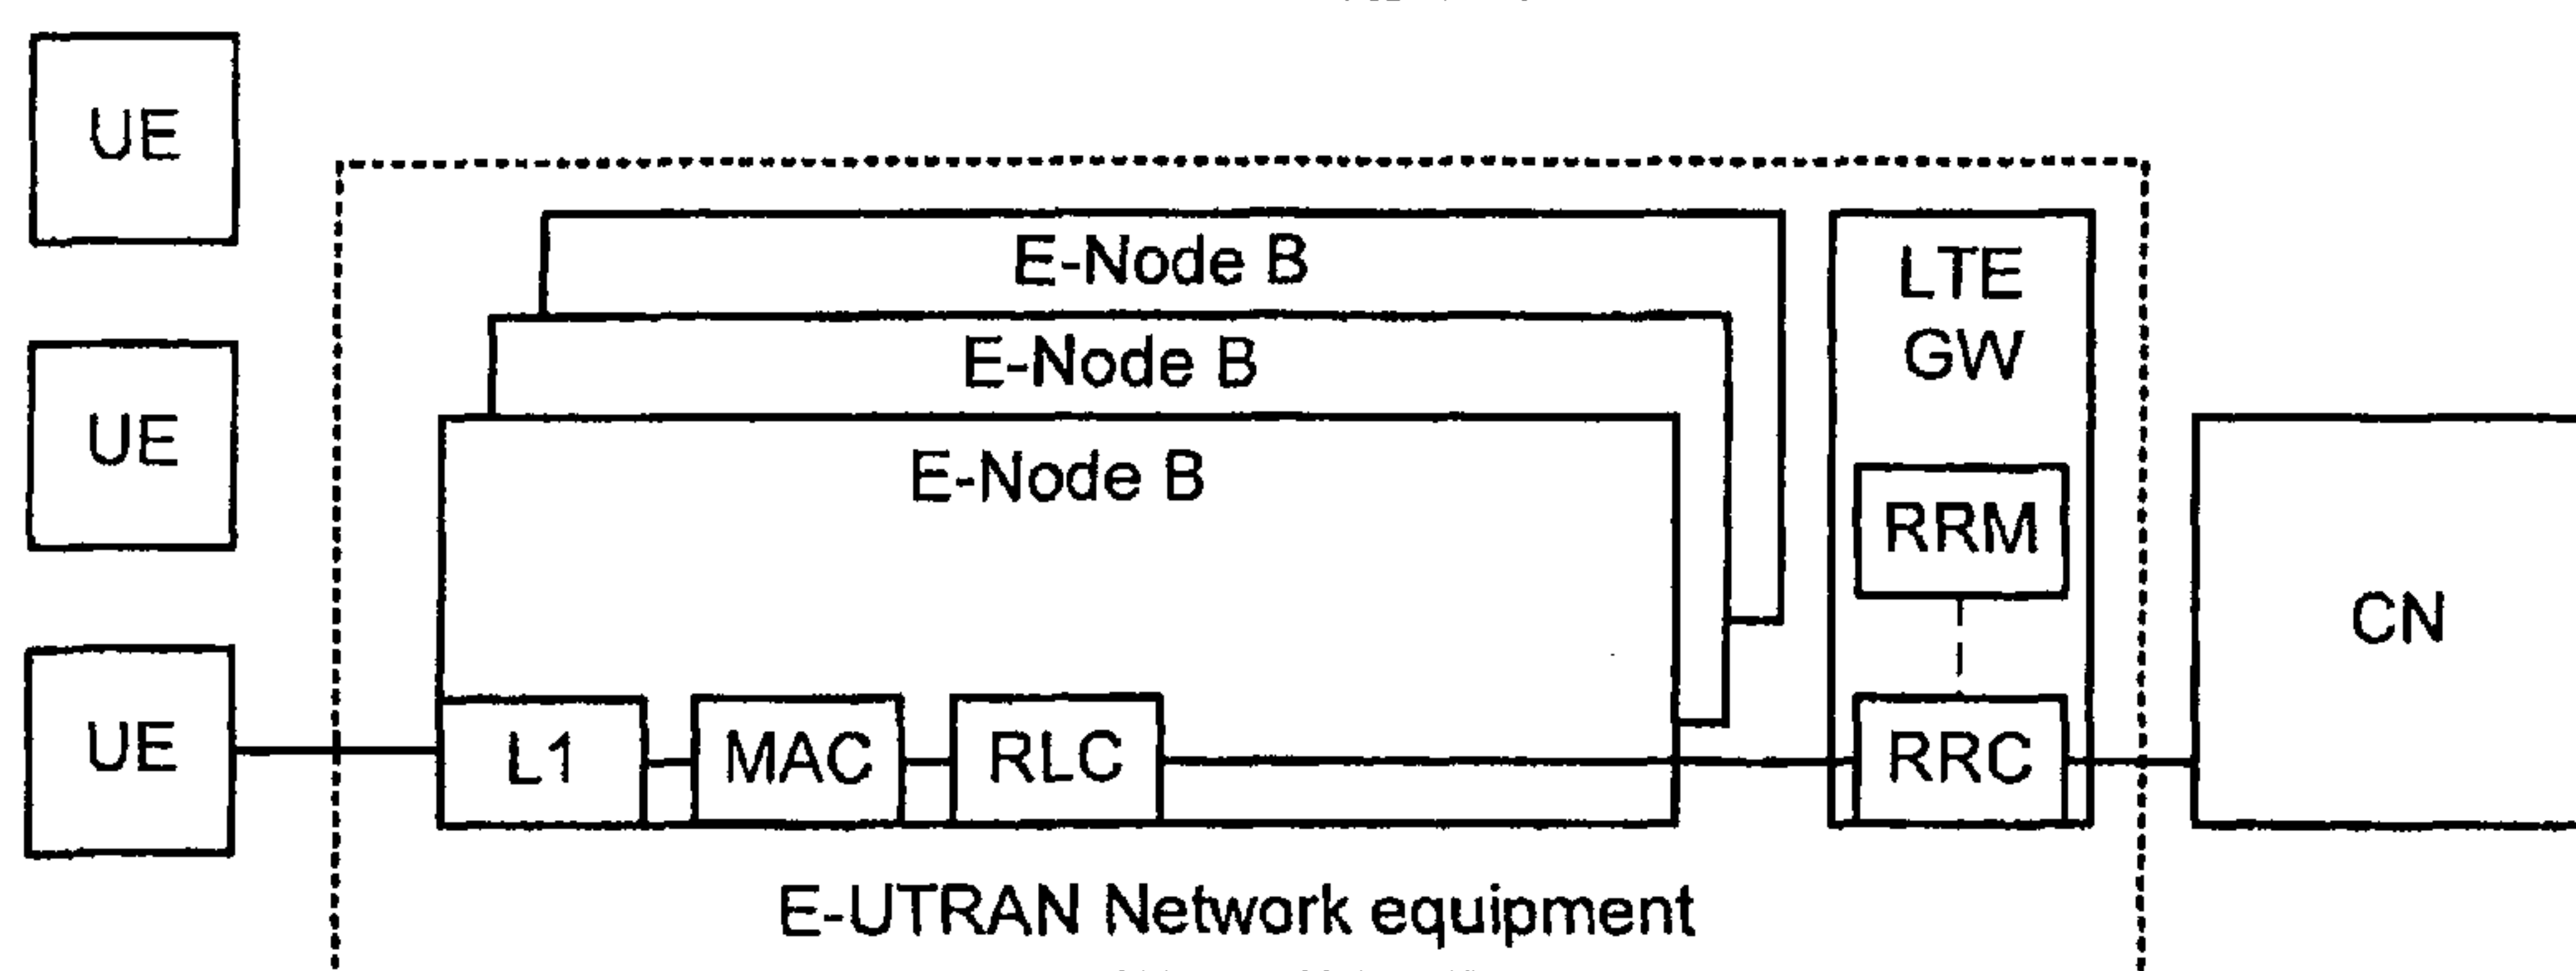 UE
UE
UE
E-Node B
E-Node B
E-Node B
L1
MAC
RLC
LTE
GW
RRM
RRC
CN
E-UTRAN Network equipment